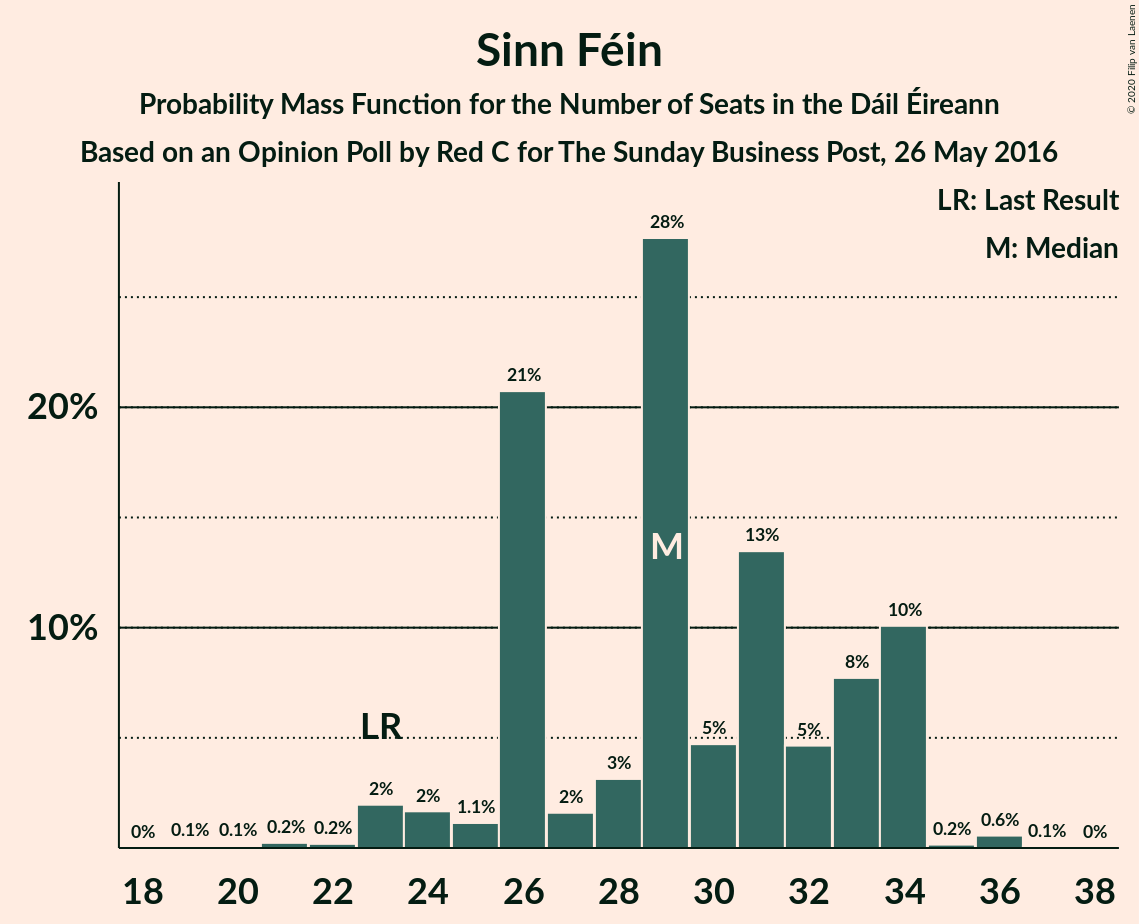 Sinn Féin
Probability Mass Function for the Number of Seats in the Dáil Éireann
Based on an Opinion Poll by Red C for The Sunday Business Post, 26 May 2016
© 2020 Filip van Laenen
LR: Last Result
M: Median
28%
21%
20%
M
13%
10%
10%
8%
LR
5%
5%
3%
2%
2%
2%
1.1%
0%
0.1%
0.1%
0.2%
0.2%
0.2%
0.6%
0.1%
0%
18 20 22 24 26 28 30 32 34 36 38